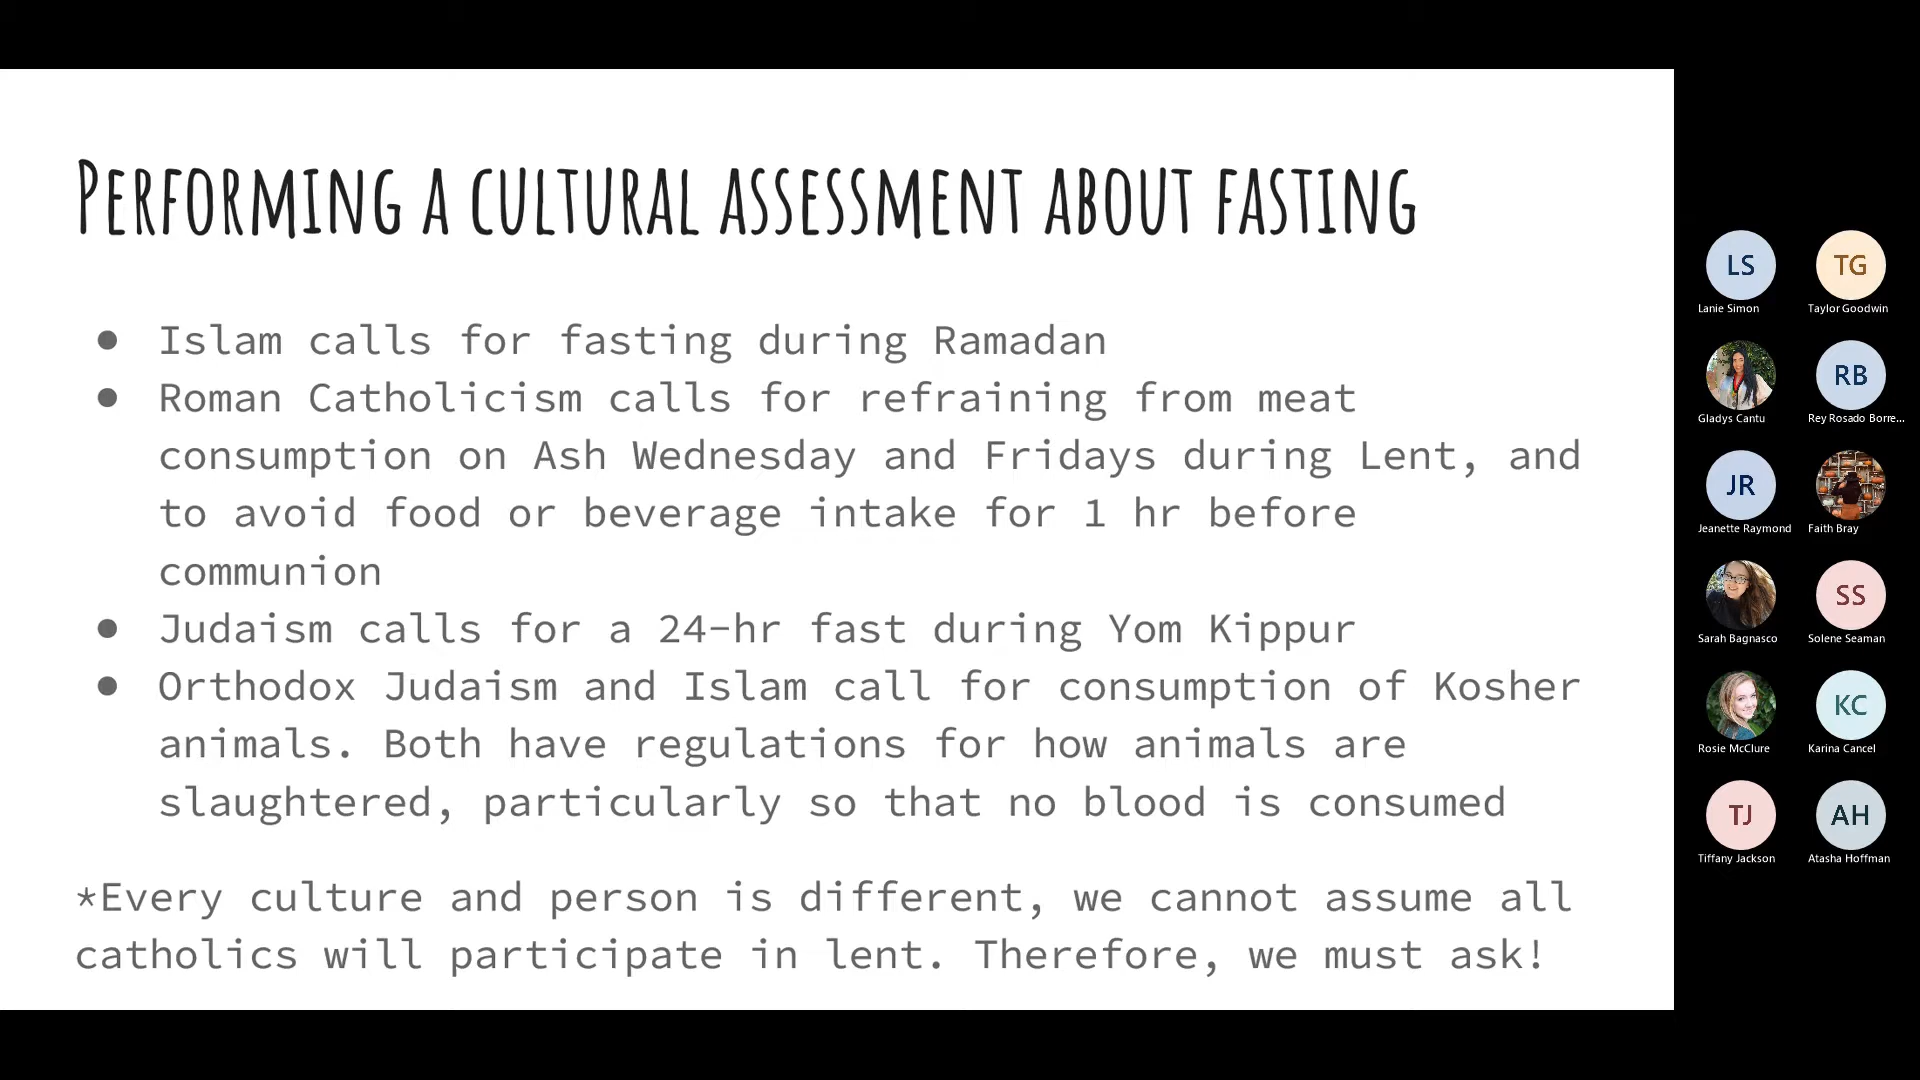 Performing a cultural assessment about fasting
● Islam calls for fasting during Ramadan
● Roman Catholicism calls for refraining from meat
consumption on Ash Wednesday and Fridays during Lent, and
to avoid food or beverage intake for 1 hr before
communion
● Judaism calls for a 24-hr fast during Yom Kippur
● Orthodox Judaism and Islam call for consumption of Kosher
animals. Both have regulations for how animals are
slaughtered, particularly so that no blood is consumed
*Every culture and person is different, we cannot assume all
catholics will participate in lent. Therefore, we must ask!
LS
Lanie Simon
TG
Taylor Goodwin
Gladys Cantu
RB
Rey Rosado Borre...
JR
Jeanette Raymond
Faith Bray
Sarah Bagnasco
SS
Solene Seaman
Rosie McClure
KC
Karina Cancel
TJ
Tiffany Jackson
AH
Atasha Hoffman